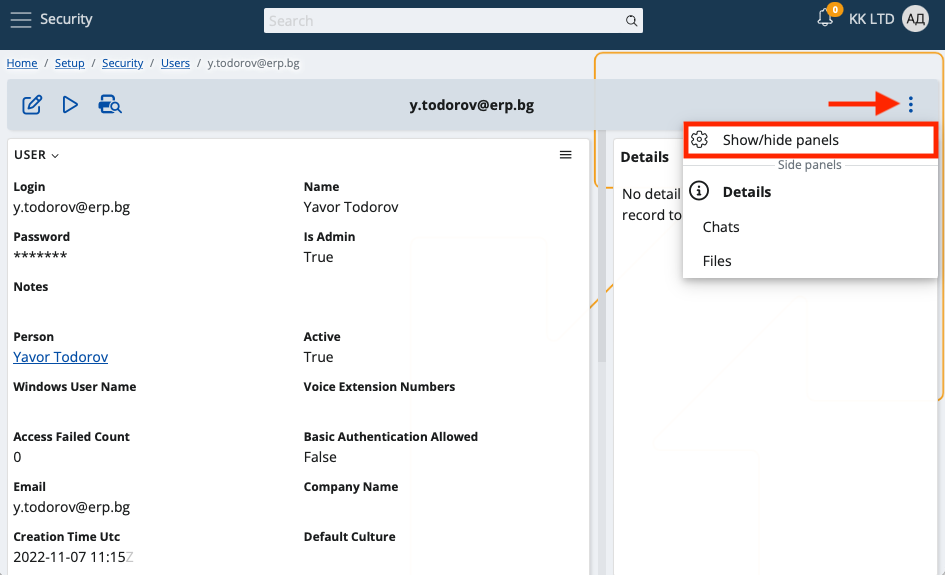 Security
Search
0
KK LTD
АД
Home / Setup / Security / Users / y.todorov@erp.bg
y.todorov@erp.bg
Show/hide panels
Side panels
Details
Chats
Files
USER
Login
y.todorov@erp.bg
Name
Yavor Todorov
Password
*******
Is Admin
True
Notes
Person
Yavor Todorov
Active
True
Windows User Name
Voice Extension Numbers
Access Failed Count
0
Basic Authentication Allowed
False
Email
y.todorov@erp.bg
Company Name
Creation Time Utc
2022-11-07 11:15Z
Default Culture
Details
No detail
record to